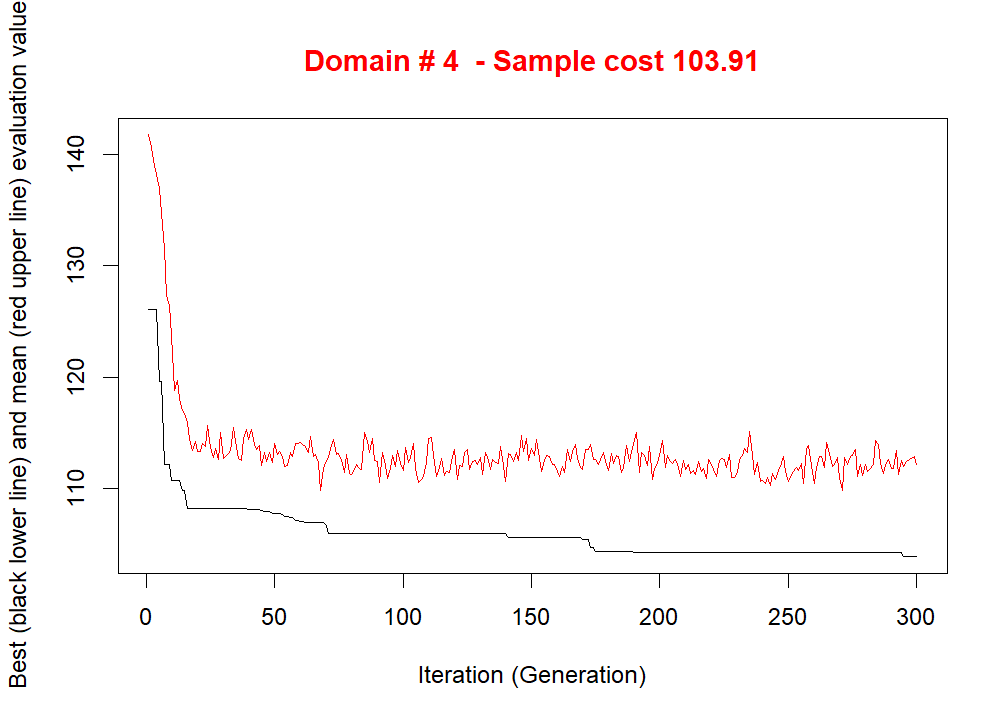 Domain # 4  - Sample cost 103.91
Best (black lower line) and mean (red upper line) evaluation value
140
130
120
110
0 50 100 150 200 250 300
Iteration (Generation)